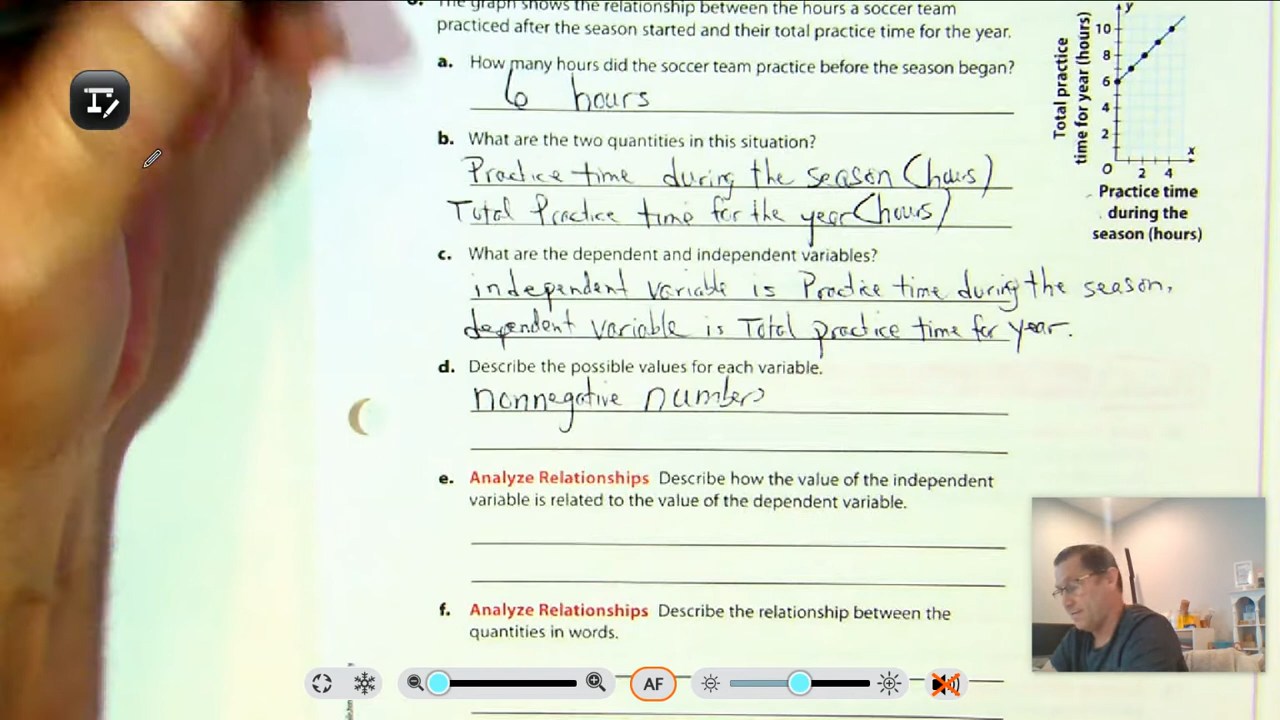 The graph shows the relationship between the hours a soccer team
practiced after the season started and their total practice time for the year.
a. How many hours did the soccer team practice before the season began?
6 hours
b. What are the two quantities in this situation?
Practice time during the season (hours)
Total Practice time for the year (hours)
c. What are the dependent and independent variables?
independent variable is Practice time during the season,
dependent variable is Total practice time for year.
d. Describe the possible values for each variable.
nonnegative numbers
e. Analyze Relationships Describe how the value of the independent
variable is related to the value of the dependent variable.
f. Analyze Relationships Describe the relationship between the
quantities in words.
Total practice
time for year (hours)
y
10
8
6
4
2
O
2 4
x
Practice time
during the
season (hours)
AF